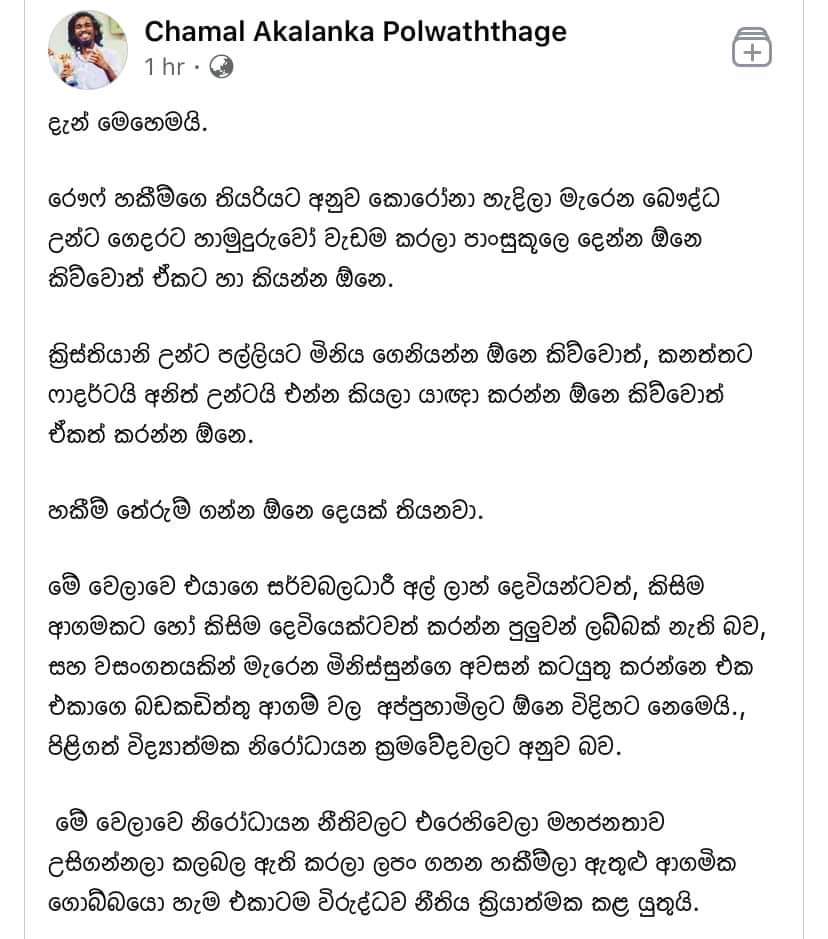 Chamal Akalanka Polwaththage
1 hr ·
දැන් මෙහෙමයි.
රෞෆ් හකීම්ගෙ තියරියට අනුව කොරෝනා හැදිලා මැරෙන බෞද්ධ
උන්ට ගෙදරට හාමුදුරුවෝ වැඩම කරලා පාංසුකූලෙ දෙන්න ඕනෙ
කිව්වොත් ඒකට හා කියන්න ඕනෙ.
ක්‍රිස්තියානි උන්ට පල්ලියට මිනිය ගෙනියන්න ඕනෙ කිව්වොත්, කනත්තට
ෆාදර්ටයි අනිත් උන්ටයි එන්න කියලා යාඥා කරන්න ඕනෙ කිව්වොත්
ඒකත් කරන්න ඕනෙ.
හකීම් තේරුම් ගන්න ඕනෙ දෙයක් තියනවා.
මේ වෙලාවෙ එයාගෙ සර්වබලධාරී අල් ලාහ් දෙවියන්ටවත්, කිසිම
ආගමකට හෝ කිසිම දෙවියෙක්ටවත් කරන්න පුලුවන් ලබ්බක් නැති බව,
සහ වසංගතයකින් මැරෙන මිනිස්සුන්ගෙ අවසන් කටයුතු කරන්නෙ එක
එකාගෙ බඩකඩිත්තු ආගම් වල අප්පුහාමිලට ඕනෙ විදිහට නෙමෙයි.,
පිළිගත් විද්‍යාත්මක නිරෝධායන ක්‍රමවේදවලට අනුව බව.
මේ වෙලාවෙ නිරෝධායන නීතිවලට එරෙහිවෙලා මහජනතාව
උසිගන්නලා කලබල ඇති කරලා ලපං ගහන හකීම්ලා ඇතුළු ආගමික
ගොබ්බයෝ හැම එකාටම විරුද්ධව නීතිය ක්‍රියාත්මක කළ යුතුයි.